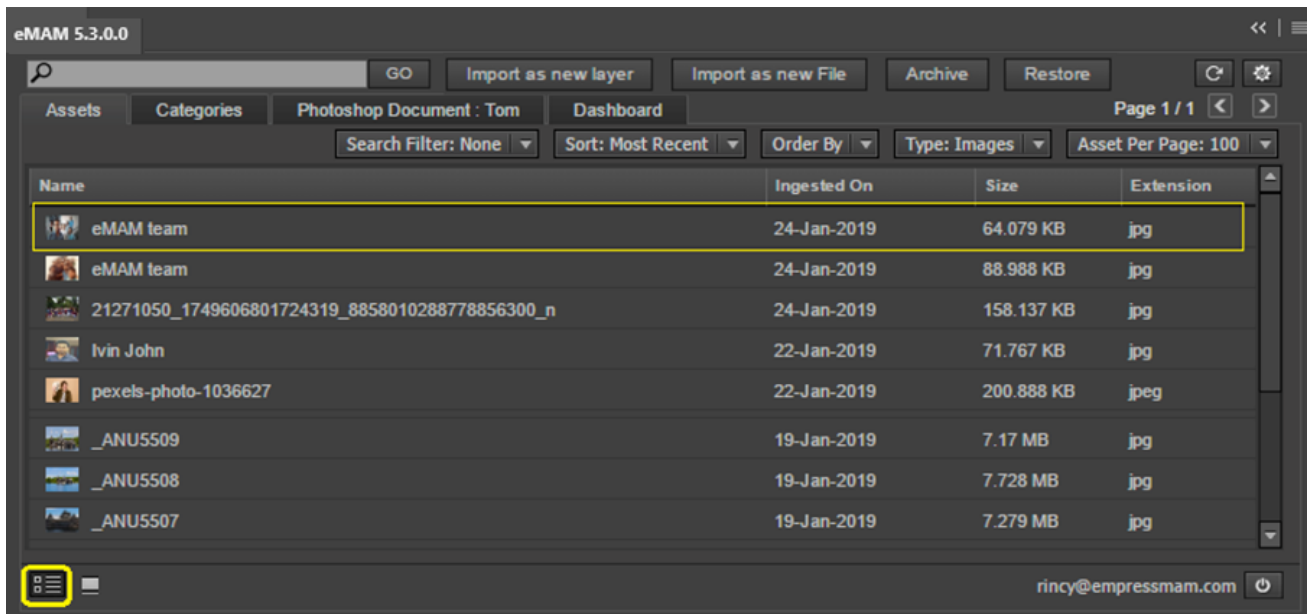 eMAM 5.3.0.0
GO Import as new layer Import as new File Archive Restore
Assets Categories Photoshop Document : Tom Dashboard Page 1 / 1
Search Filter: None Sort: Most Recent Order By Type: Images Asset Per Page: 100
Name Ingested On Size Extension
eMAM team 24-Jan-2019 64.079 KB jpg
eMAM team 24-Jan-2019 88.988 KB jpg
21271050_1749606801724319_8858010288778856300_n 24-Jan-2019 158.137 KB jpg
Ivin John 22-Jan-2019 71.767 KB jpg
pexels-photo-1036627 22-Jan-2019 200.888 KB jpeg
_ANU5509 19-Jan-2019 7.17 MB jpg
_ANU5508 19-Jan-2019 7.728 MB jpg
_ANU5507 19-Jan-2019 7.279 MB jpg
rincy@empressmam.com